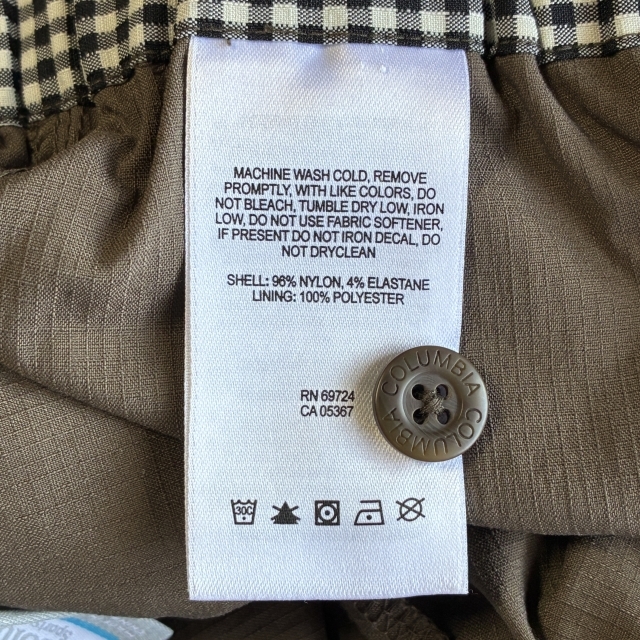 MACHINE WASH COLD, REMOVE
PROMPTLY, WITH LIKE COLORS, DO
NOT BLEACH, TUMBLE DRY LOW, IRON
LOW, DO NOT USE FABRIC SOFTENER,
IF PRESENT DO NOT IRON DECAL, DO
NOT DRYCLEAN
SHELL: 96% NYLON, 4% ELASTANE
LINING: 100% POLYESTER
RN 69724
CA 05367
COLUMBIA COLUMBIA
30C